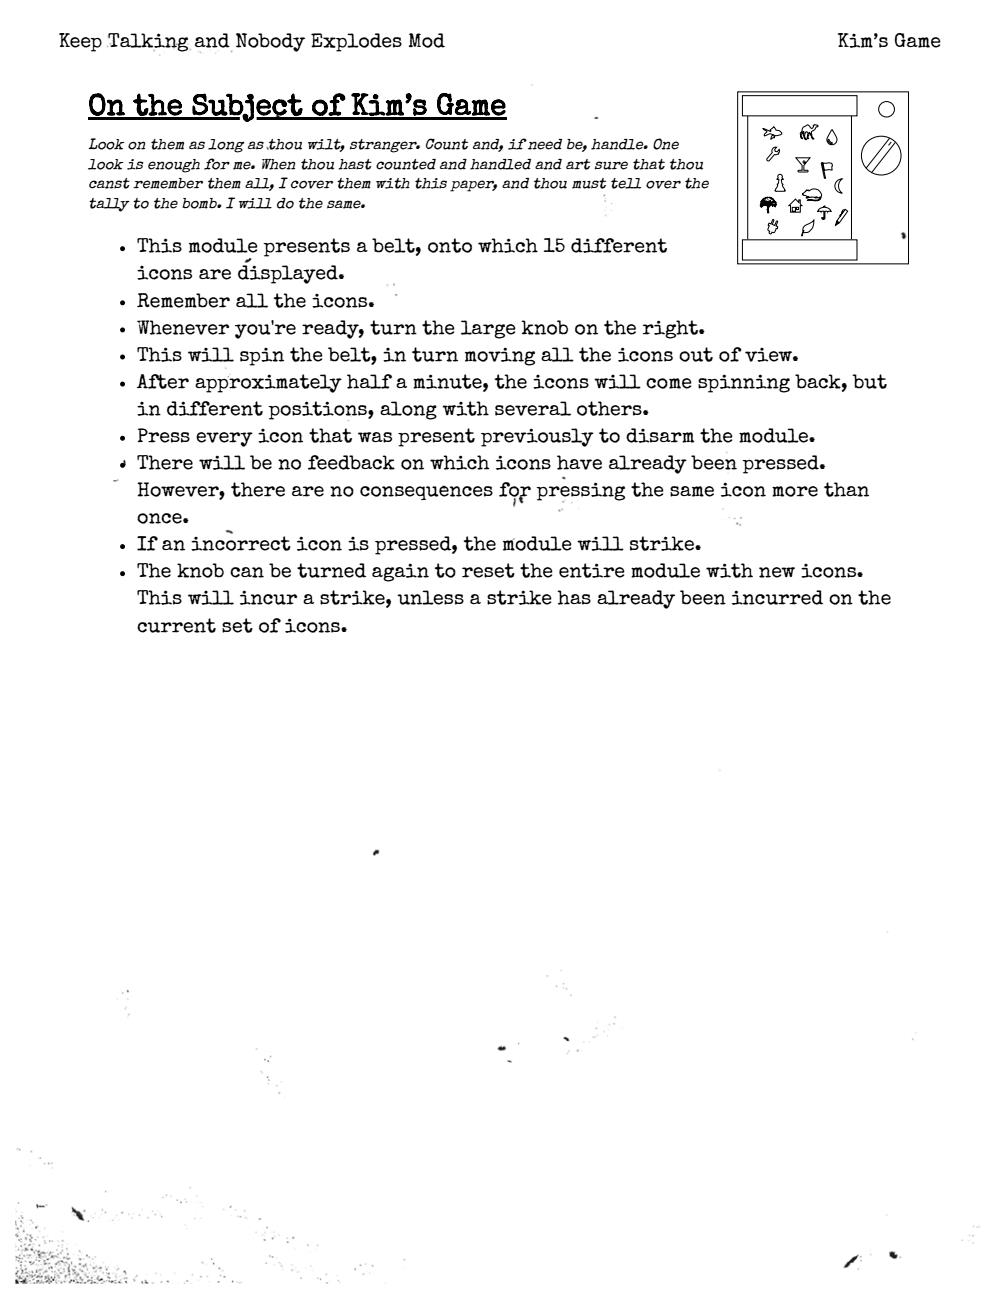 Keep Talking and Nobody Explodes Mod
Kim's Game
On the Subject of Kim's Game
Look on them as long as thou wilt, stranger. Count and, if need be, handle. One
look is enough for me. When thou hast counted and handled and art sure that thou
canst remember them all, I cover them with this paper, and thou must tell over the
tally to the bomb. I will do the same.
• This module presents a belt, onto which 15 different
icons are displayed.
• Remember all the icons.
• Whenever you're ready, turn the large knob on the right.
• This will spin the belt, in turn moving all the icons out of view.
• After approximately half a minute, the icons will come spinning back, but
in different positions, along with several others.
• Press every icon that was present previously to disarm the module.
• There will be no feedback on which icons have already been pressed.
However, there are no consequences for pressing the same icon more than
once.
• If an incorrect icon is pressed, the module will strike.
• The knob can be turned again to reset the entire module with new icons.
This will incur a strike, unless a strike has already been incurred on the
current set of icons.